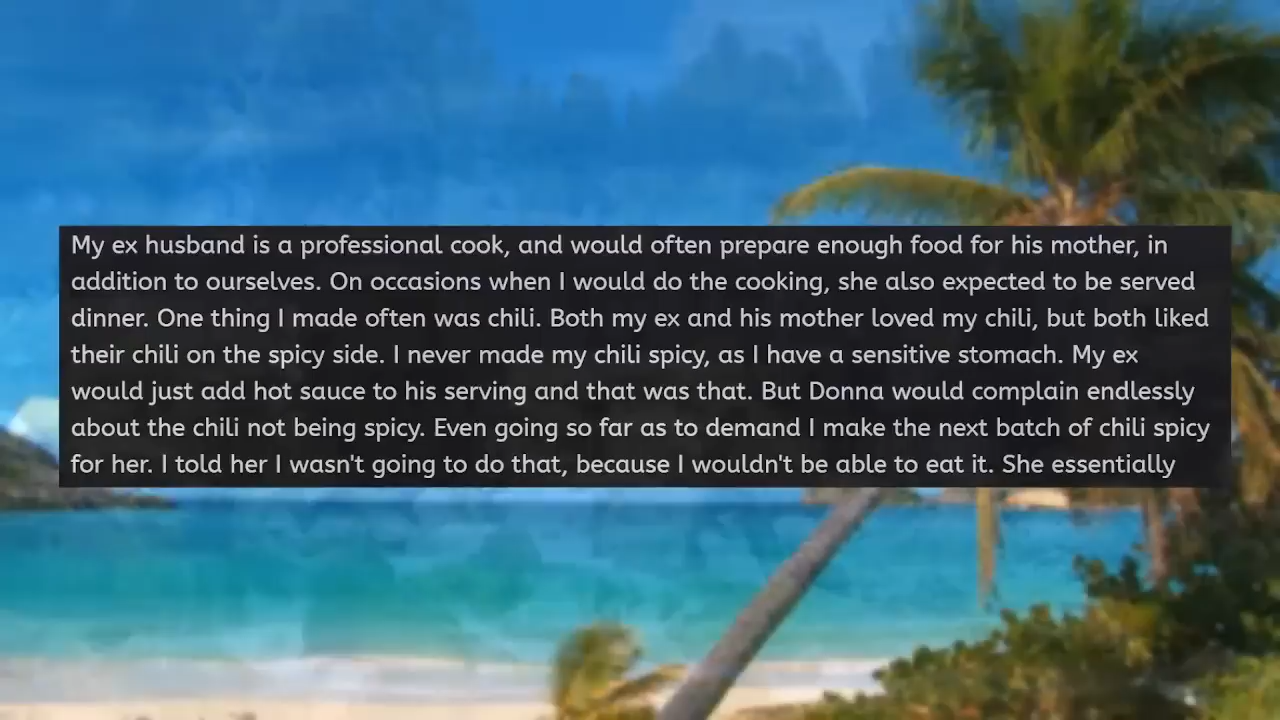 My ex husband is a professional cook, and would often prepare enough food for his mother, in
addition to ourselves. On occasions when I would do the cooking, she also expected to be served
dinner. One thing I made often was chili. Both my ex and his mother loved my chili, but both liked
their chili on the spicy side. I never made my chili spicy, as I have a sensitive stomach. My ex
would just add hot sauce to his serving and that was that. But Donna would complain endlessly
about the chili not being spicy. Even going so far as to demand I make the next batch of chili spicy
for her. I told her I wasn't going to do that, because I wouldn't be able to eat it. She essentially